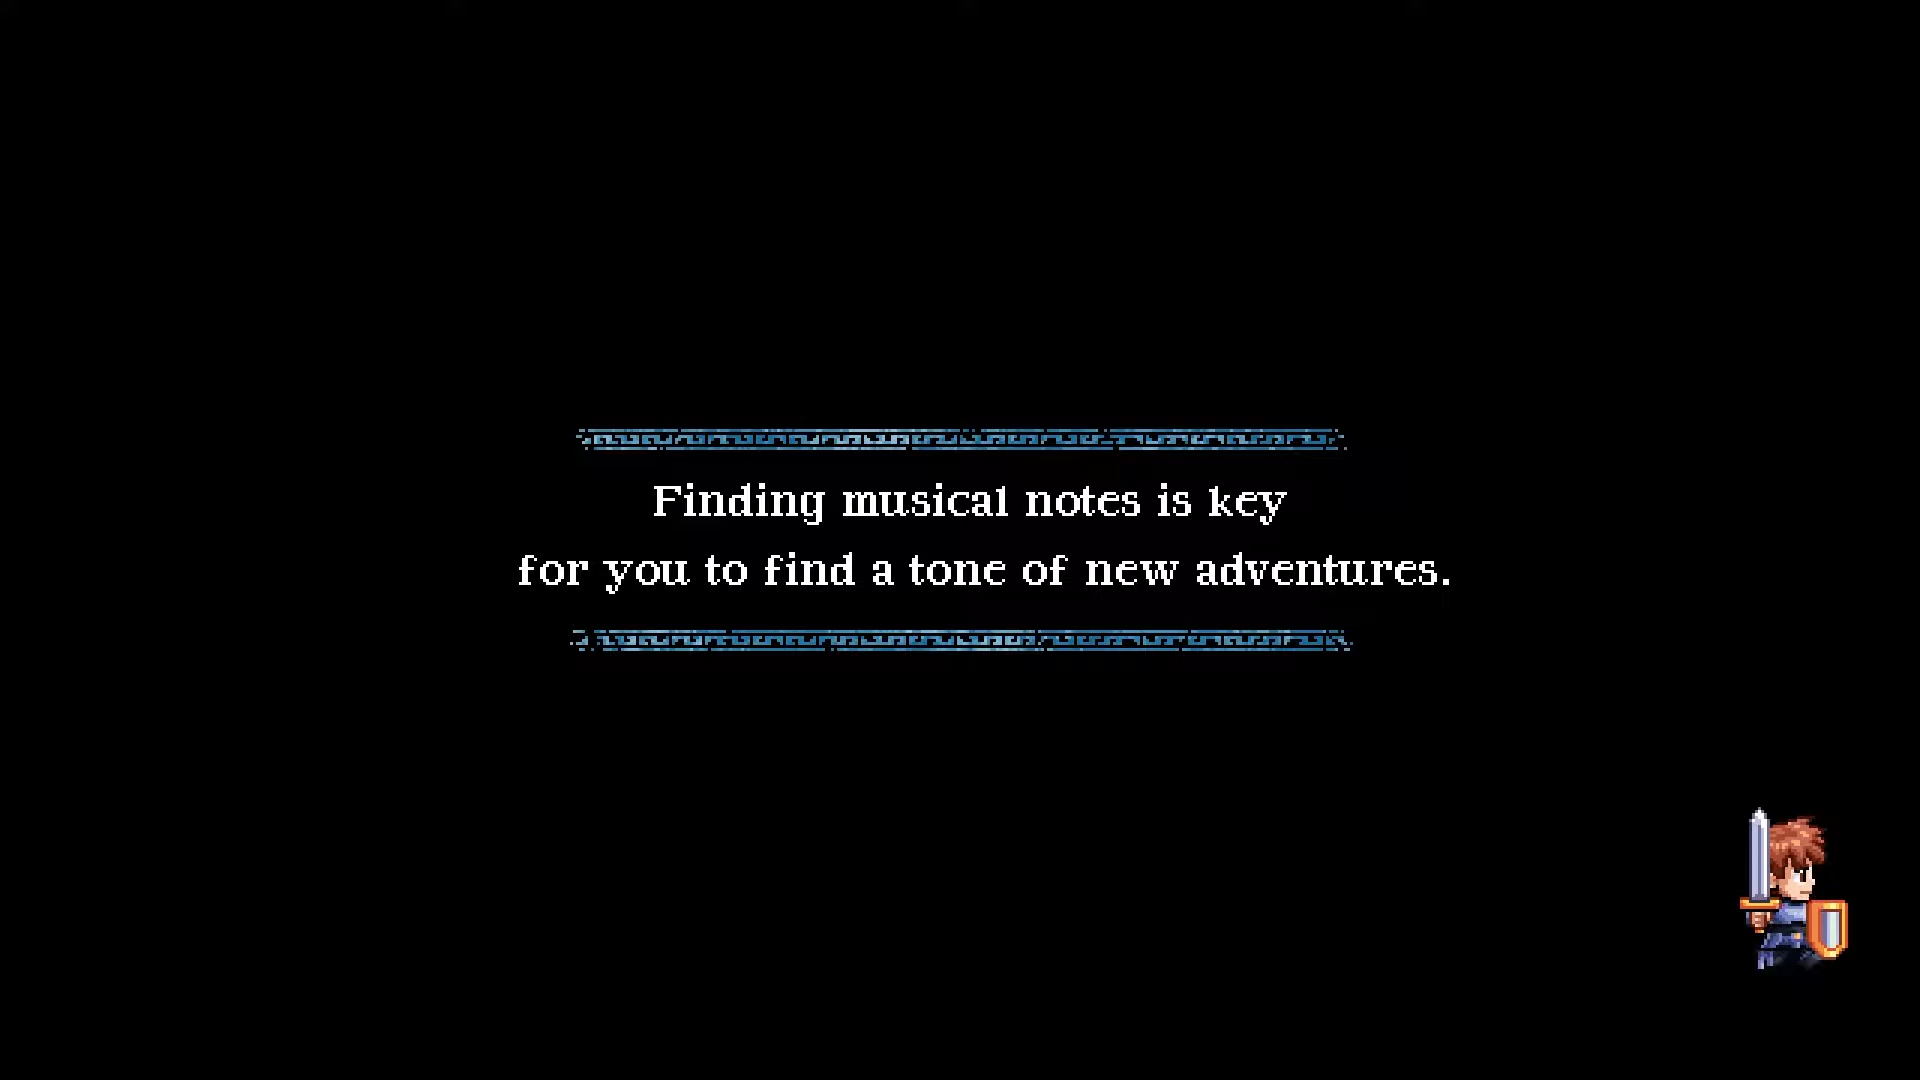 Finding musical notes is key
for you to find a tone of new adventures.